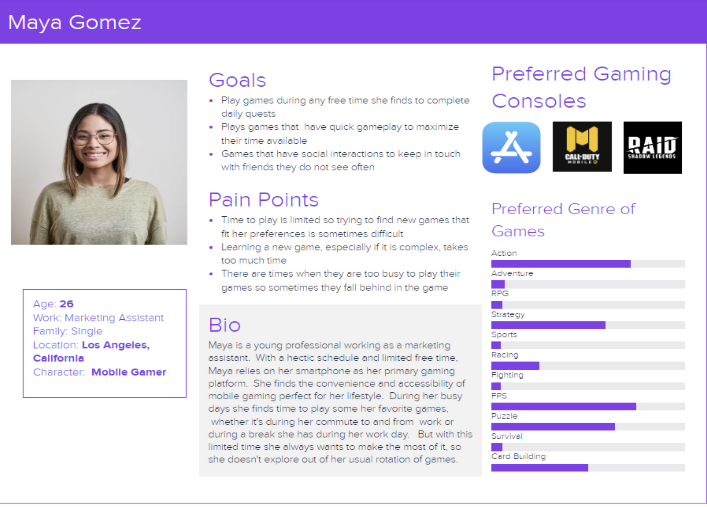 Maya Gomez
Goals
• Play games during any free time she finds to complete
daily quests
• Plays games that have quick gameplay to maximize
their time available
• Games that have social interactions to keep in touch
with friends they do not see often
Pain Points
• Time to play is limited so trying to find new games that
fit her preferences is sometimes difficult
• Learning a new game, especially if it is complex, takes
too much time
• There are times when they are too busy to play their
games so sometimes they fall behind in the game
Age: 26
Work: Marketing Assistant
Family: Single
Location: Los Angeles,
California
Character: Mobile Gamer
Bio
Maya is a young professional working as a marketing
assistant. With a hectic schedule and limited free time,
Maya relies on her smartphone as her primary gaming
platform. She finds the convenience and accessibility of
mobile gaming perfect for her lifestyle. During her busy
days she finds time to play some her favorite games,
whether it's during her commute to and from work or
during a break she has during her work day. But with this
limited time she always wants to make the most of it, so
she doesn't explore out of her usual rotation of games.
Preferred Gaming
Consoles
CALL·DUTY
MOBILE
RAID
SHADOW LEGENDS
Preferred Genre of
Games
Action
Adventure
RPG
Strategy
Sports
Racing
Fighting
FPS
Puzzle
Survival
Card Building